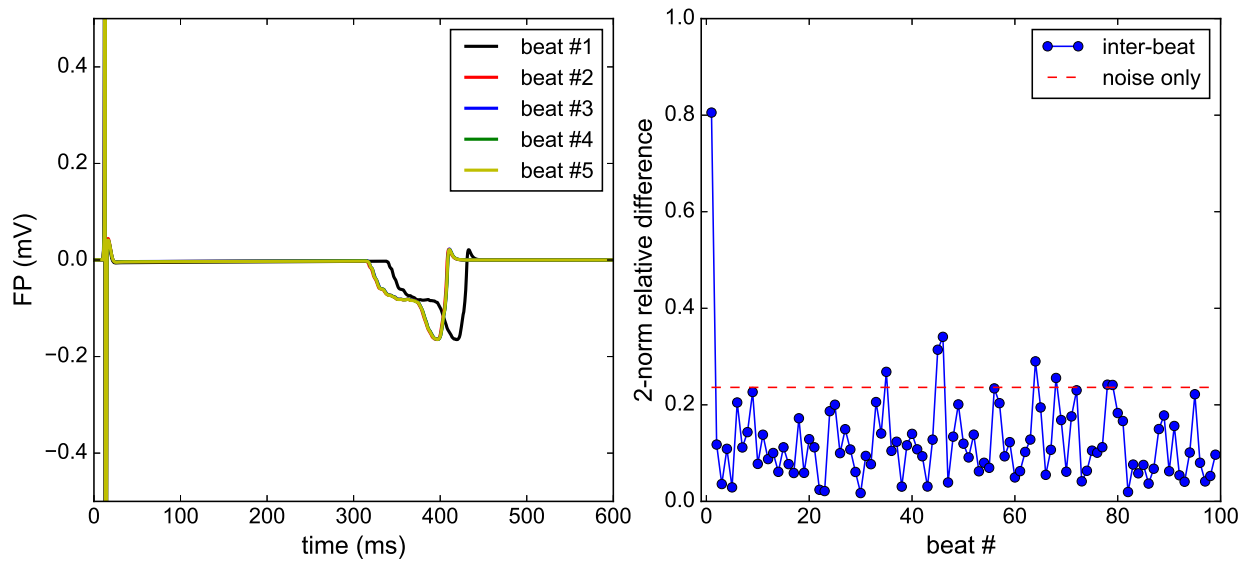 FP (mV)
0.4
0.2
0.0
−0.2
−0.4
0
100
200
300
400
500
600
time (ms)
beat #1
beat #2
beat #3
beat #4
beat #5
2-norm relative difference
1.0
0.8
0.6
0.4
0.2
0.0
0
20
40
60
80
100
beat #
inter-beat
noise only